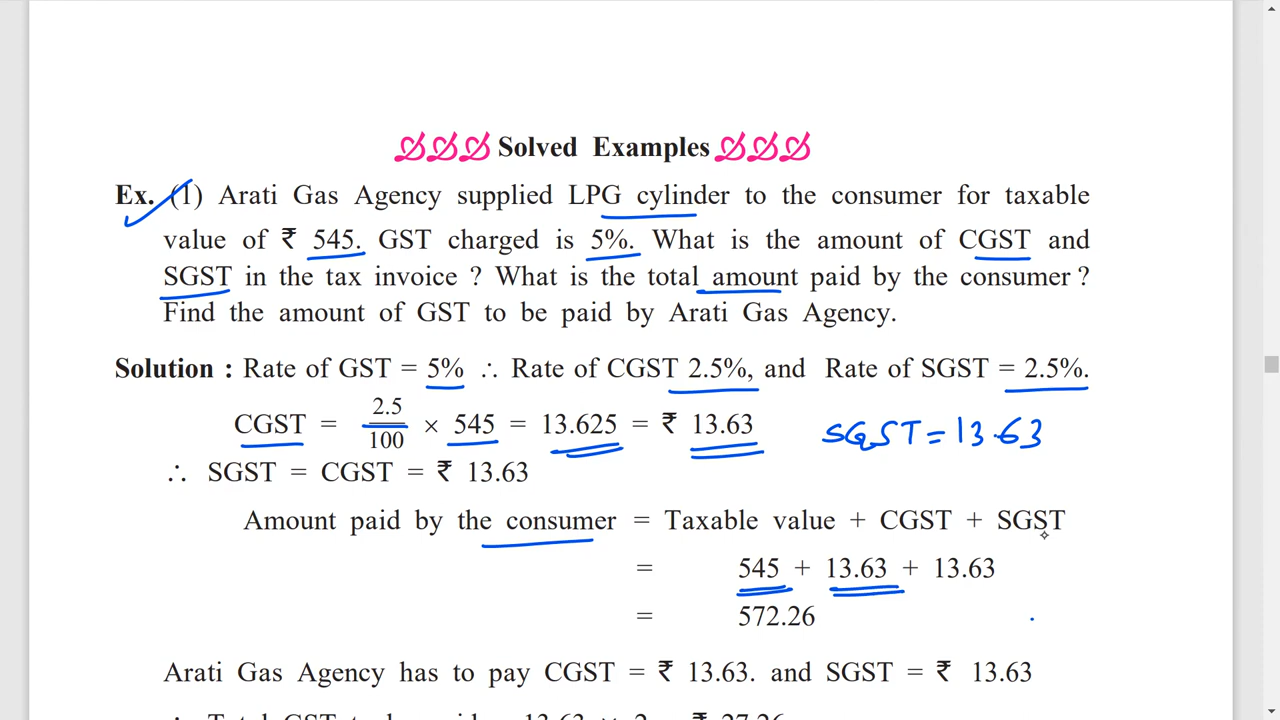 Solved Examples
Ex. (1) Arati Gas Agency supplied LPG cylinder to the consumer for taxable
value of ₹ 545. GST charged is 5%. What is the amount of CGST and
SGST in the tax invoice ? What is the total amount paid by the consumer ?
Find the amount of GST to be paid by Arati Gas Agency.
Solution : Rate of GST = 5% ∴ Rate of CGST 2.5%, and Rate of SGST = 2.5%.
CGST = 2.5/100 × 545 = 13.625 = ₹ 13.63 SGST = 13.63
∴ SGST = CGST = ₹ 13.63
Amount paid by the consumer = Taxable value + CGST + SGST
= 545 + 13.63 + 13.63
= 572.26
Arati Gas Agency has to pay CGST = ₹ 13.63. and SGST = ₹ 13.63